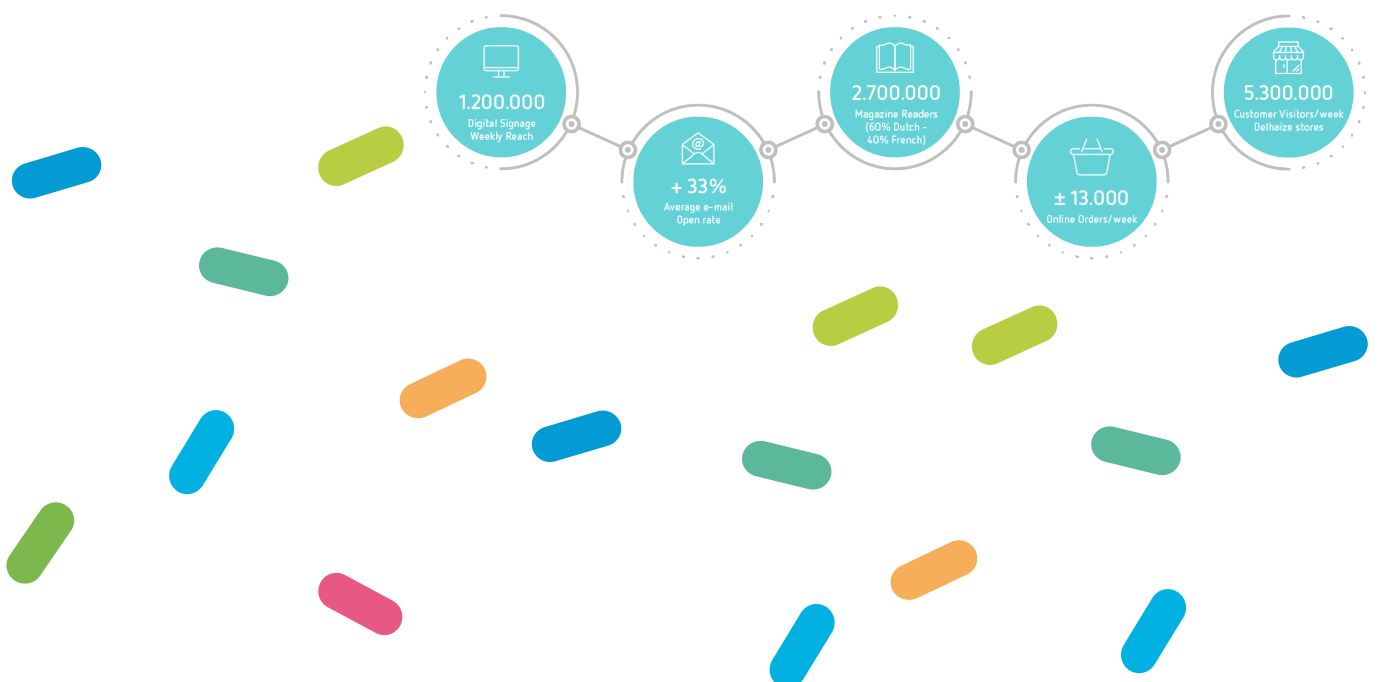 1.200.000
Digital Signage
Weekly Reach
@
+ 33%
Average e-mail
Open rate
2.700.000
Magazine Readers
(60% Dutch -
40% French)
± 13.000
Online Orders/week
5.300.000
Customer Visitors/week
Delhaize stores